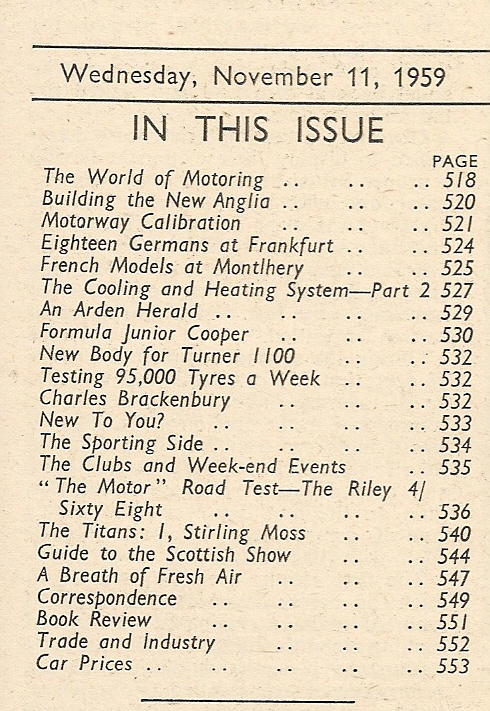 Wednesday, November 11, 1959
IN THIS ISSUE
PAGE
The World of Motoring .. .. .. 518
Building the New Anglia .. .. .. 520
Motorway Calibration .. .. .. 521
Eighteen Germans at Frankfurt .. .. 524
French Models at Montlhery .. .. 525
The Cooling and Heating System—Part 2 527
An Arden Herald .. .. .. .. 529
Formula Junior Cooper .. .. .. 530
New Body for Turner 1100 .. .. 532
Testing 95,000 Tyres a Week .. .. 532
Charles Brackenbury .. .. .. 532
New To You? .. .. .. .. 533
The Sporting Side .. .. .. .. 534
The Clubs and Week-end Events .. 535
"The Motor" Road Test—The Riley 4/
Sixty Eight .. .. .. .. 536
The Titans: 1, Stirling Moss .. .. 540
Guide to the Scottish Show .. .. 544
A Breath of Fresh Air .. .. .. 547
Correspondence .. .. .. .. 549
Book Review .. .. .. .. 551
Trade and Industry .. .. .. 552
Car Prices .. .. .. .. .. 553